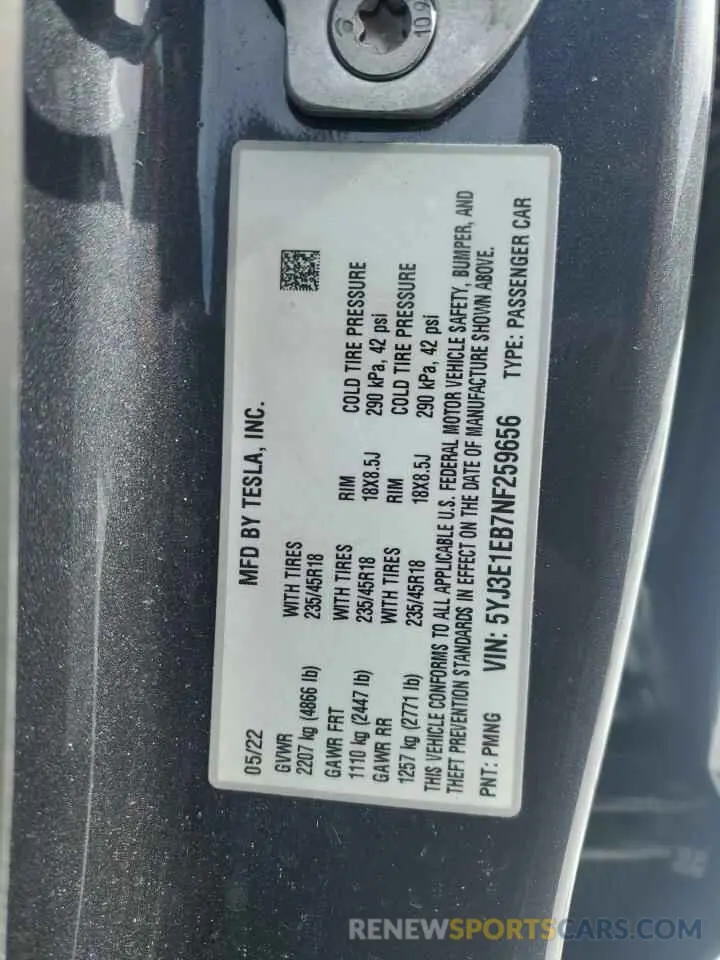 10.9
MFD BY TESLA, INC.
05/22
GVWR WITH TIRES
2207 kg (4866 lb) 235/45R18
GAWR FRT WITH TIRES RIM COLD TIRE PRESSURE
1110 kg (2447 lb) 235/45R18 18X8.5J 290 kPa, 42 psi
GAWR RR WITH TIRES RIM COLD TIRE PRESSURE
1257 kg (2771 lb) 235/45R18 18X8.5J 290 kPa, 42 psi
THIS VEHICLE CONFORMS TO ALL APPLICABLE U.S. FEDERAL MOTOR VEHICLE SAFETY, BUMPER, AND
THEFT PREVENTION STANDARDS IN EFFECT ON THE DATE OF MANUFACTURE SHOWN ABOVE.
PNT: PMNG VIN: 5YJ3E1EB7NF259656 TYPE: PASSENGER CAR
RENEWSPORTSCARS.COM